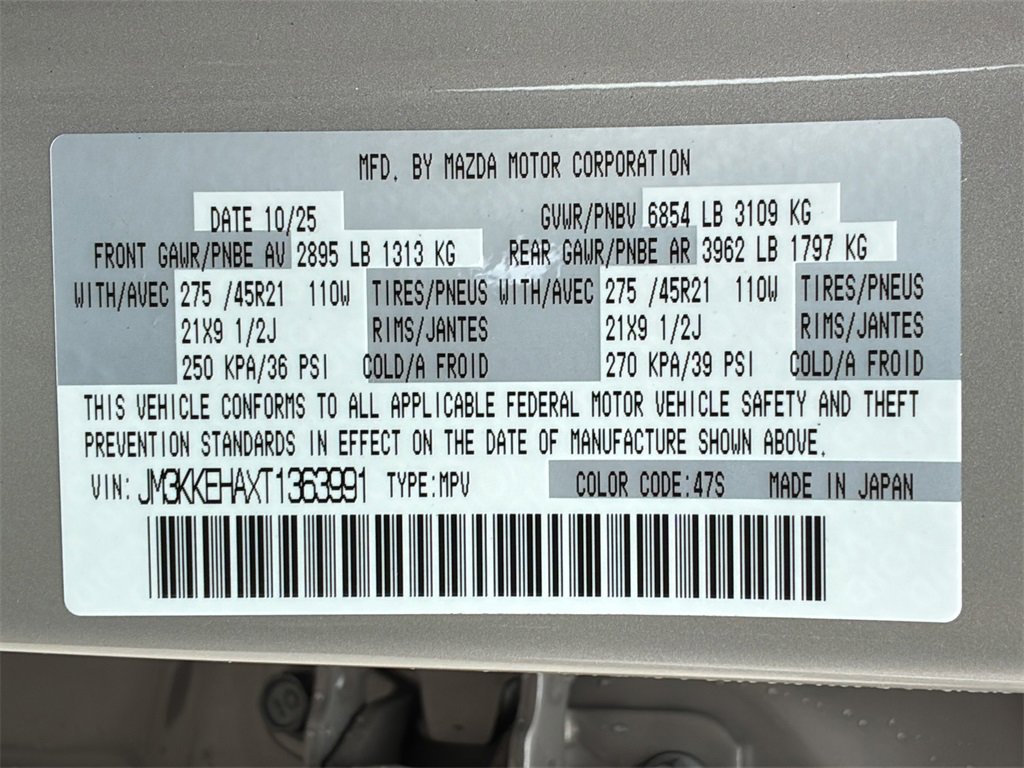 MFD. BY MAZDA MOTOR CORPORATION
DATE 10/25 GVWR/PNBV 6854 LB 3109 KG
FRONT GAWR/PNBE AV 2895 LB 1313 KG REAR GAWR/PNBE AR 3962 LB 1797 KG
WITH/AVEC 275 /45R21 110W TIRES/PNEUS WITH/AVEC 275 /45R21 110W TIRES/PNEUS
21X9 1/2J RIMS/JANTES 21X9 1/2J RIMS/JANTES
250 KPA/36 PSI COLD/A FROID 270 KPA/39 PSI COLD/A FROID
THIS VEHICLE CONFORMS TO ALL APPLICABLE FEDERAL MOTOR VEHICLE SAFETY AND THEFT
PREVENTION STANDARDS IN EFFECT ON THE DATE OF MANUFACTURE SHOWN ABOVE.
VIN: JM3KKEHAXT1363991 TYPE:MPV COLOR CODE:47S MADE IN JAPAN
10